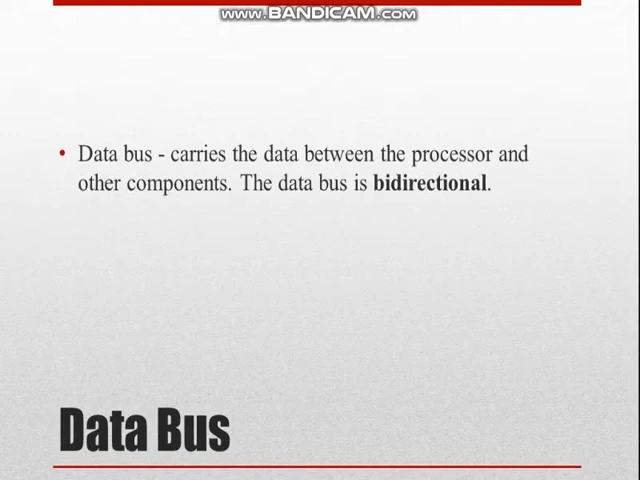 www.BANDICAM.com
• Data bus - carries the data between the processor and
other components. The data bus is bidirectional.
Data Bus